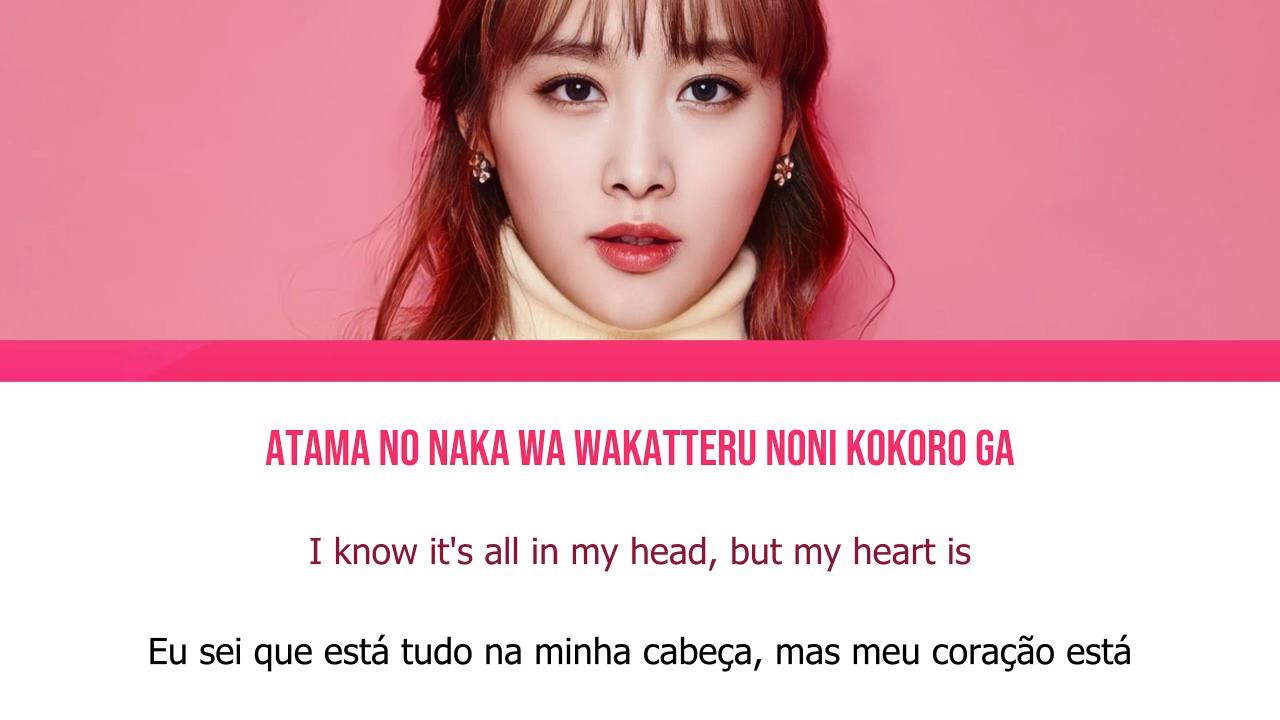 ATAMA NO NAKA WA WAKATTERU NONI KOKORO GA
I know it's all in my head, but my heart is
Eu sei que está tudo na minha cabeça, mas meu coração está